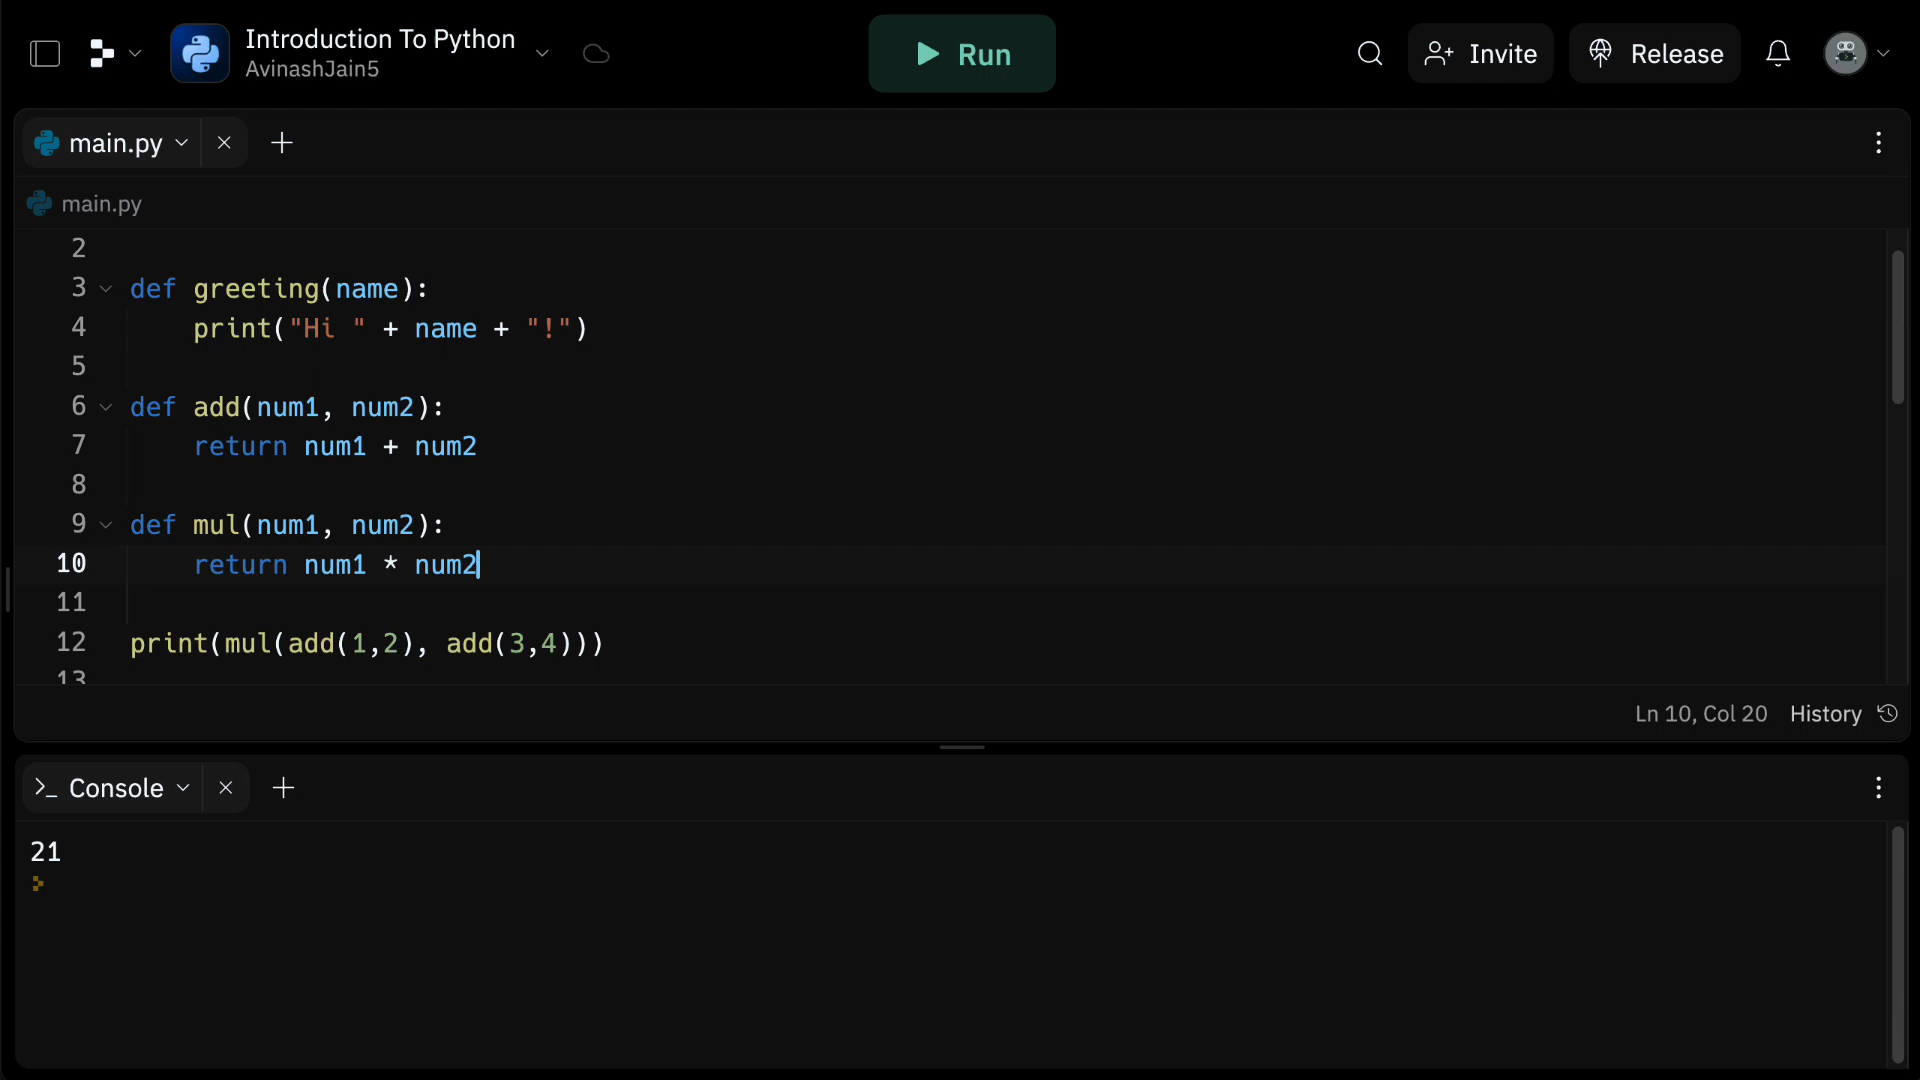 Introduction To Python
AvinashJain5
Run
Invite
Release
main.py
main.py
2
3 def greeting(name):
4     print("Hi " + name + "!")
5
6 def add(num1, num2):
7     return num1 + num2
8
9 def mul(num1, num2):
10     return num1 * num2
11
12 print(mul(add(1,2), add(3,4)))
13
Ln 10, Col 20 History
>_ Console
21